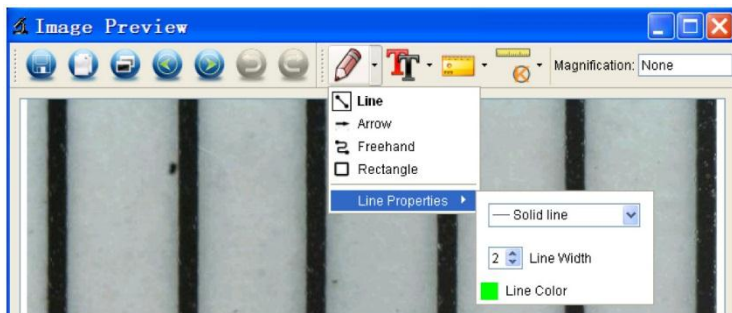 Image Preview
Magnification: None
Line
Arrow
Freehand
Rectangle
Line Properties
Solid line
2 Line Width
Line Color